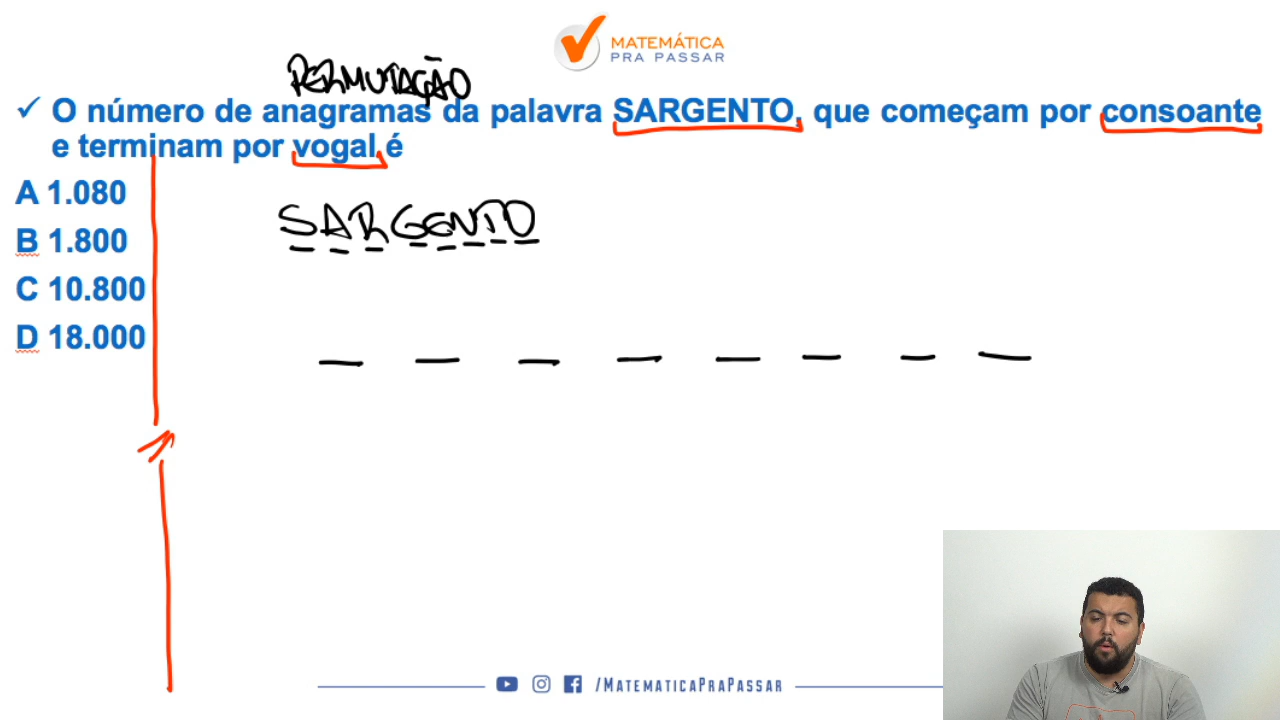 MATEMÁTICA
PRA PASSAR
PERMUTAÇÃO
✓ O número de anagramas da palavra SARGENTO, que começam por consoante
e terminam por vogal é
A 1.080
B 1.800
C 10.800
D 18.000
SARGENTO
/MATEMATICAPRAPASSAR